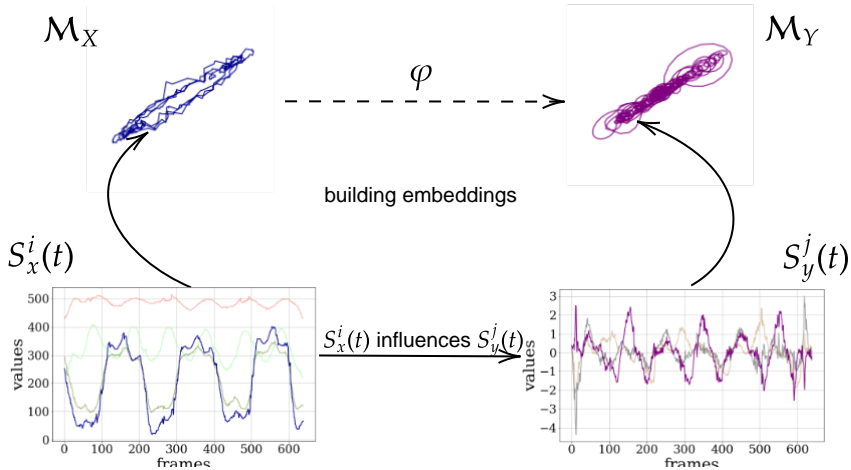 M_X
M_Y
φ
building embeddings
S_x^i(t)
S_y^j(t)
S_x^i(t) influences S_y^j(t)
values
500
400
300
200
100
0
0 100 200 300 400 500 600
frames
values
3
2
1
0
−1
−2
−3
−4
0 100 200 300 400 500 600
frames